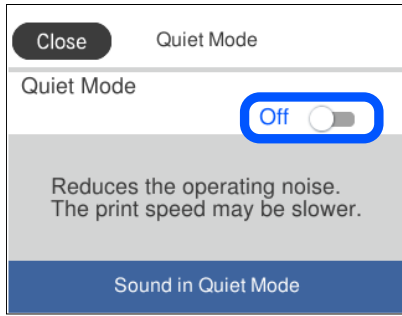 Close Quiet Mode
Quiet Mode
Off
Reduces the operating noise.
The print speed may be slower.
Sound in Quiet Mode